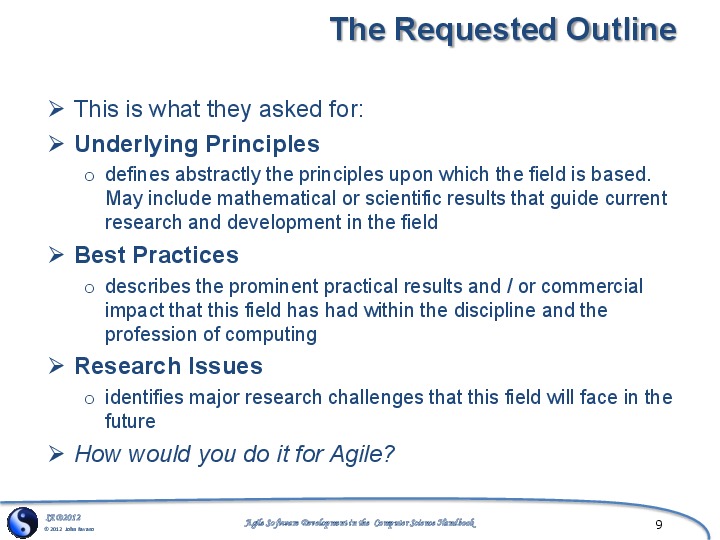 The Requested Outline
➢ This is what they asked for:
➢ Underlying Principles
o defines abstractly the principles upon which the field is based.
May include mathematical or scientific results that guide current
research and development in the field
➢ Best Practices
o describes the prominent practical results and / or commercial
impact that this field has had within the discipline and the
profession of computing
➢ Research Issues
o identifies major research challenges that this field will face in the
future
➢ How would you do it for Agile?
2012
© 2012 John Favaro
Agile Software Development in the Computer Science Handbook
9